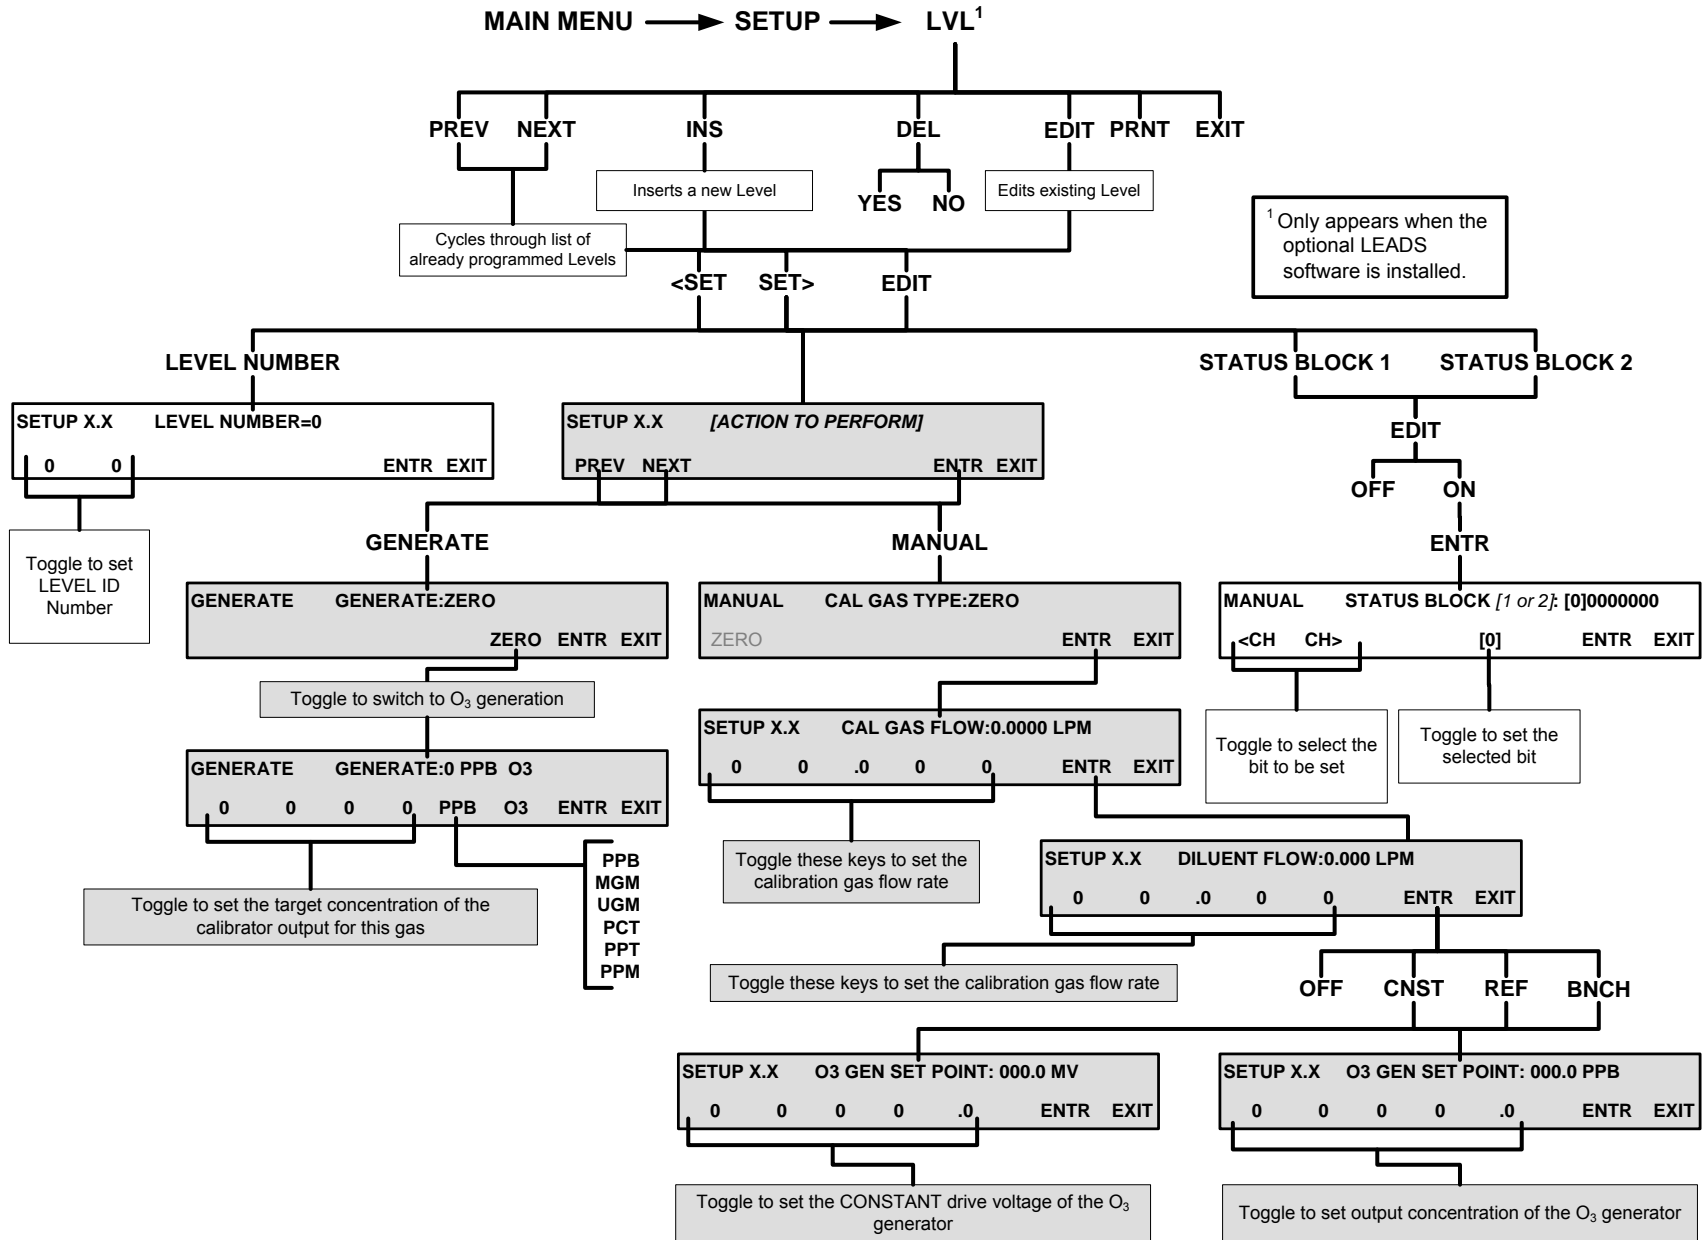 MAIN MENU SETUP LVL1
PREV NEXT INS DEL EDIT PRNT EXIT
Inserts a new Level
YES NO
Edits existing Level
Cycles through list of
already programmed Levels
1 Only appears when the
optional LEADS
software is installed.
<SET SET> EDIT
LEVEL NUMBER
STATUS BLOCK 1 STATUS BLOCK 2
SETUP X.X LEVEL NUMBER=0
0 0 ENTR EXIT
Toggle to set
LEVEL ID
Number
SETUP X.X [ACTION TO PERFORM]
PREV NEXT ENTR EXIT
EDIT
OFF ON
ENTR
GENERATE
MANUAL
GENERATE GENERATE:ZERO
ZERO ENTR EXIT
Toggle to switch to O3 generation
GENERATE GENERATE:0 PPB O3
0 0 0 0 PPB O3 ENTR EXIT
PPB
MGM
UGM
PCT
PPT
PPM
Toggle to set the target concentration of the
calibrator output for this gas
MANUAL CAL GAS TYPE:ZERO
ZERO ENTR EXIT
SETUP X.X CAL GAS FLOW:0.0000 LPM
0 0 .0 0 0 ENTR EXIT
Toggle these keys to set the
calibration gas flow rate
MANUAL STATUS BLOCK [1 or 2]: [0]0000000
<CH CH> [0] ENTR EXIT
Toggle to select the
bit to be set
Toggle to set the
selected bit
SETUP X.X DILUENT FLOW:0.000 LPM
0 0 .0 0 0 ENTR EXIT
Toggle these keys to set the calibration gas flow rate
OFF CNST REF BNCH
SETUP X.X O3 GEN SET POINT: 000.0 MV
0 0 0 0 .0 ENTR EXIT
Toggle to set the CONSTANT drive voltage of the O3
generator
SETUP X.X O3 GEN SET POINT: 000.0 PPB
0 0 0 0 .0 ENTR EXIT
Toggle to set output concentration of the O3 generator